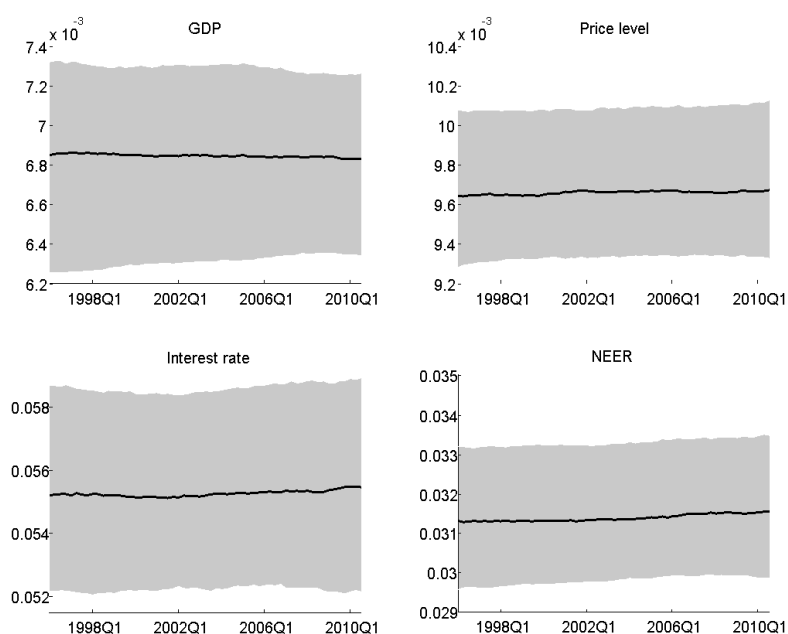 GDP
x 10^-3
7.4
7.2
7
6.8
6.6
6.4
6.2
1998Q1 2002Q1 2006Q1 2010Q1
Price level
x 10^-3
10.4
10.2
10
9.8
9.6
9.4
9.2
1998Q1 2002Q1 2006Q1 2010Q1
Interest rate
0.058
0.056
0.054
0.052
1998Q1 2002Q1 2006Q1 2010Q1
NEER
0.035
0.034
0.033
0.032
0.031
0.03
0.029
1998Q1 2002Q1 2006Q1 2010Q1